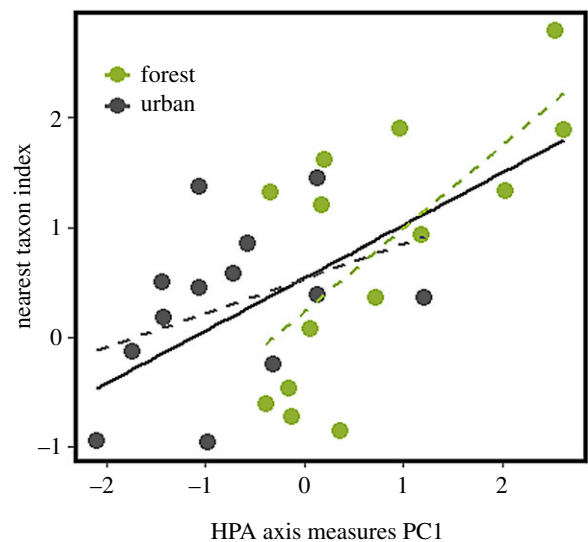 forest
urban
nearest taxon index
2
1
0
–1
–2 –1 0 1 2
HPA axis measures PC1